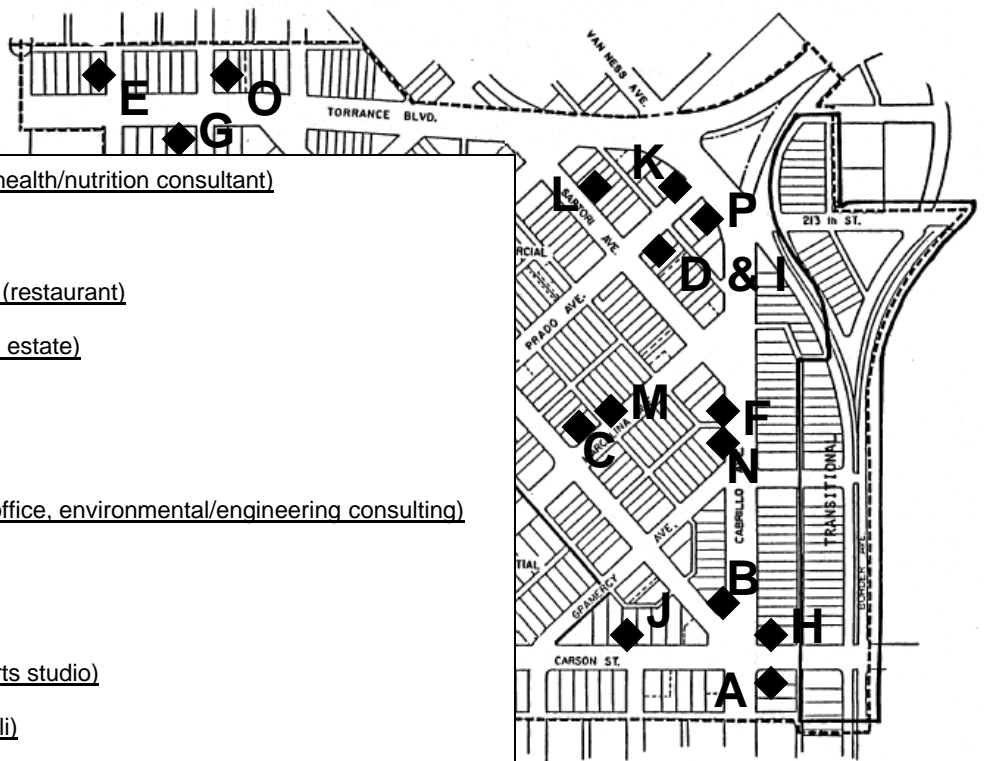 VAN NESS AVE.
E
O
G
TORRANCE BLVD.
health/nutrition consultant)
K
L
SARTORI AVE.
P
213 th ST.
D & I
(restaurant)
PRADO AVE.
estate)
M
F
C
N
CABRILLO
TRANSITIONAL
office, environmental/engineering consulting)
AVE.
BORDER AVE.
B
GRAMERCY
J
H
CARSON ST.
A
rts studio)
li)